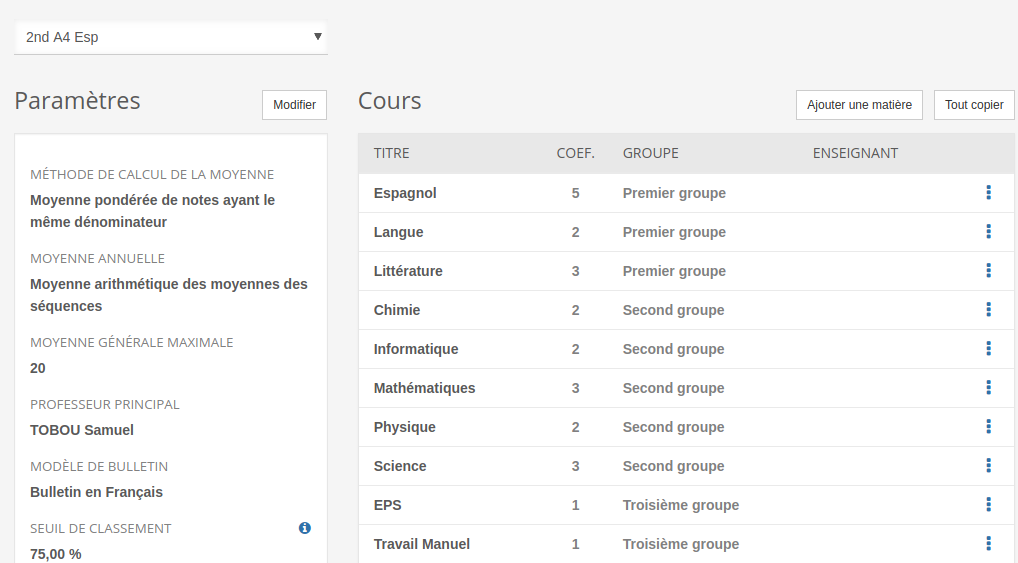 2nd A4 Esp
Paramètres
Modifier
MÉTHODE DE CALCUL DE LA MOYENNE
Moyenne pondérée de notes ayant le
même dénominateur
MOYENNE ANNUELLE
Moyenne arithmétique des moyennes des
séquences
MOYENNE GÉNÉRALE MAXIMALE
20
PROFESSEUR PRINCIPAL
TOBOU Samuel
MODÈLE DE BULLETIN
Bulletin en Français
SEUIL DE CLASSEMENT
75,00 %
Cours
Ajouter une matière
Tout copier
TITRE COEF. GROUPE ENSEIGNANT
Espagnol 5 Premier groupe
Langue 2 Premier groupe
Littérature 3 Premier groupe
Chimie 2 Second groupe
Informatique 2 Second groupe
Mathématiques 3 Second groupe
Physique 2 Second groupe
Science 3 Second groupe
EPS 1 Troisième groupe
Travail Manuel 1 Troisième groupe